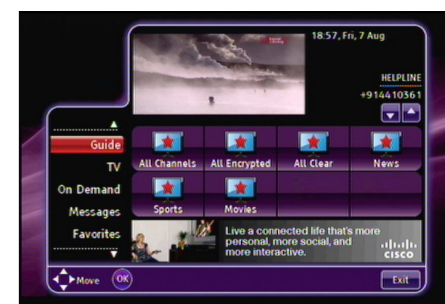 18:57, Fri, 7 Aug
HELPLINE
+914410361
Guide
TV
On Demand
Messages
Favorites
All Channels
All Encrypted
All Clear
News
Sports
Movies
Live a connected life that's more
personal, more social, and
more interactive.
CISCO
Move
OK
Exit